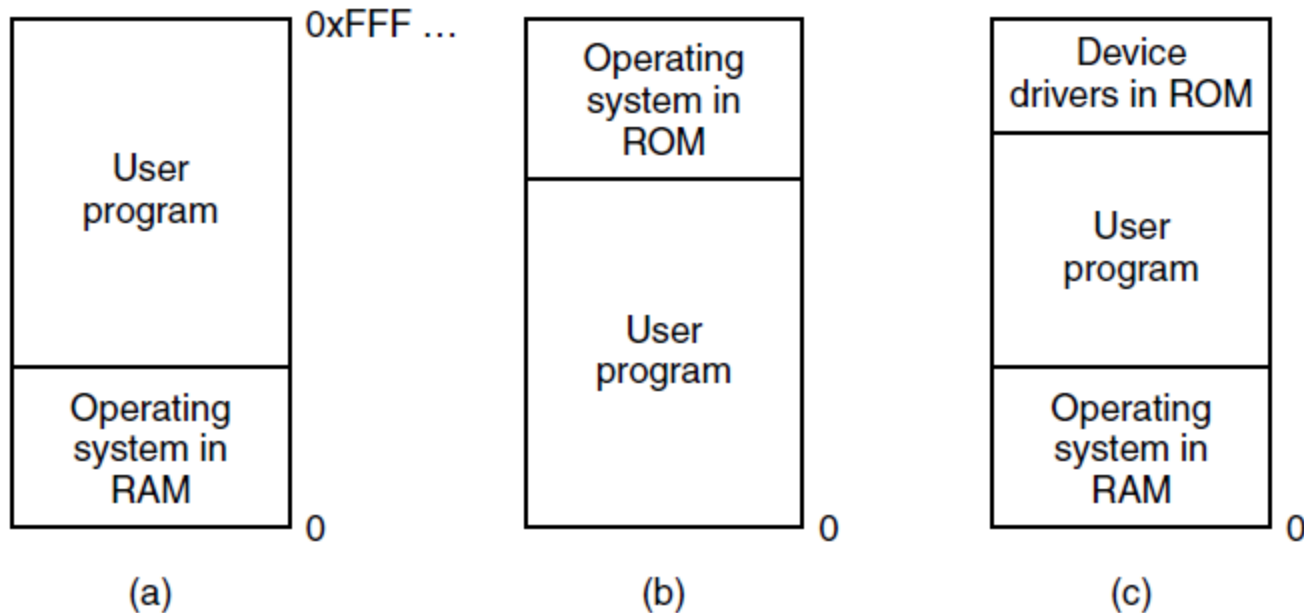 User
program
Operating
system in
RAM
0xFFF ...
0
(a)
Operating
system in
ROM
User
program
0
(b)
Device
drivers in ROM
User
program
Operating
system in
RAM
0
(c)